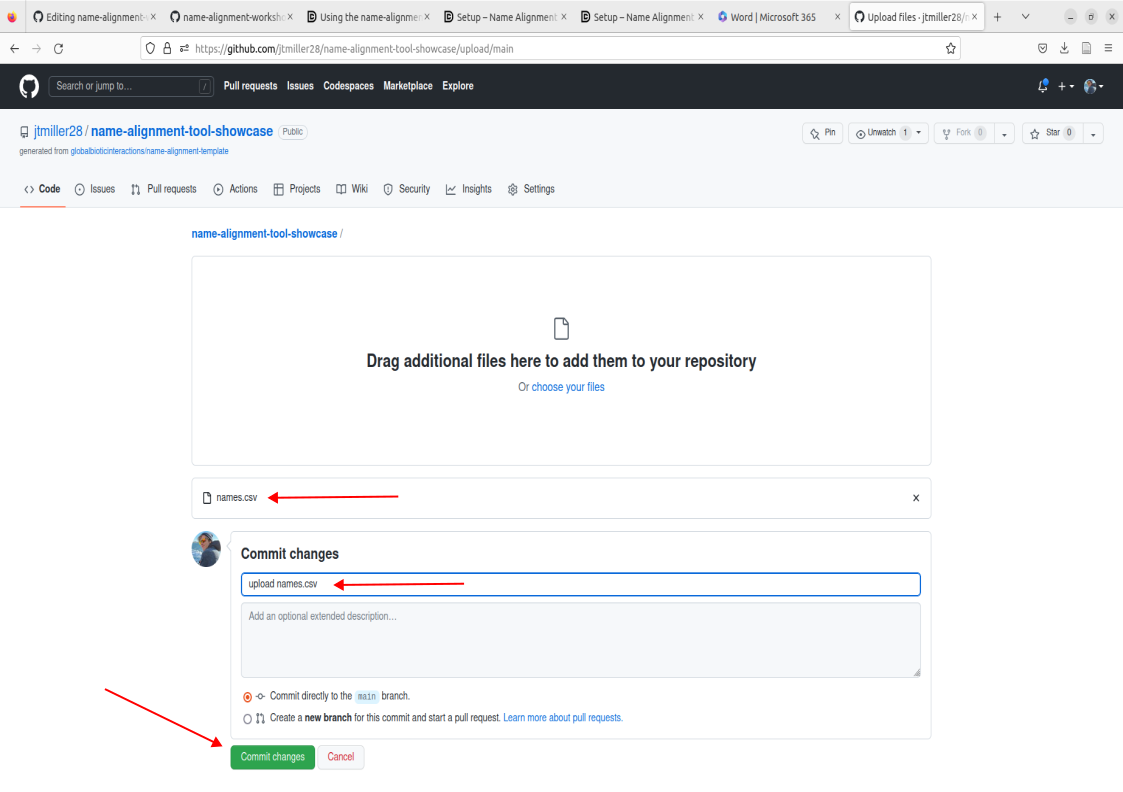 Editing name-alignment- × name-alignment-worksho × Using the name-alignmen × Setup – Name Alignment × Setup – Name Alignment × Word | Microsoft 365 × Upload files · jtmiller28/n ×
https://github.com/jtmiller28/name-alignment-tool-showcase/upload/main
Search or jump to... / Pull requests Issues Codespaces Marketplace Explore
jtmiller28 / name-alignment-tool-showcase Public Pin Unwatch 1 Fork 0 Star 0
generated from globalbioticinteractions/name-alignment-template
Code Issues Pull requests Actions Projects Wiki Security Insights Settings
name-alignment-tool-showcase /
Drag additional files here to add them to your repository
Or choose your files
names.csv x
Commit changes
upload names.csv
Add an optional extended description...
Commit directly to the main branch.
Create a new branch for this commit and start a pull request. Learn more about pull requests.
Commit changes Cancel